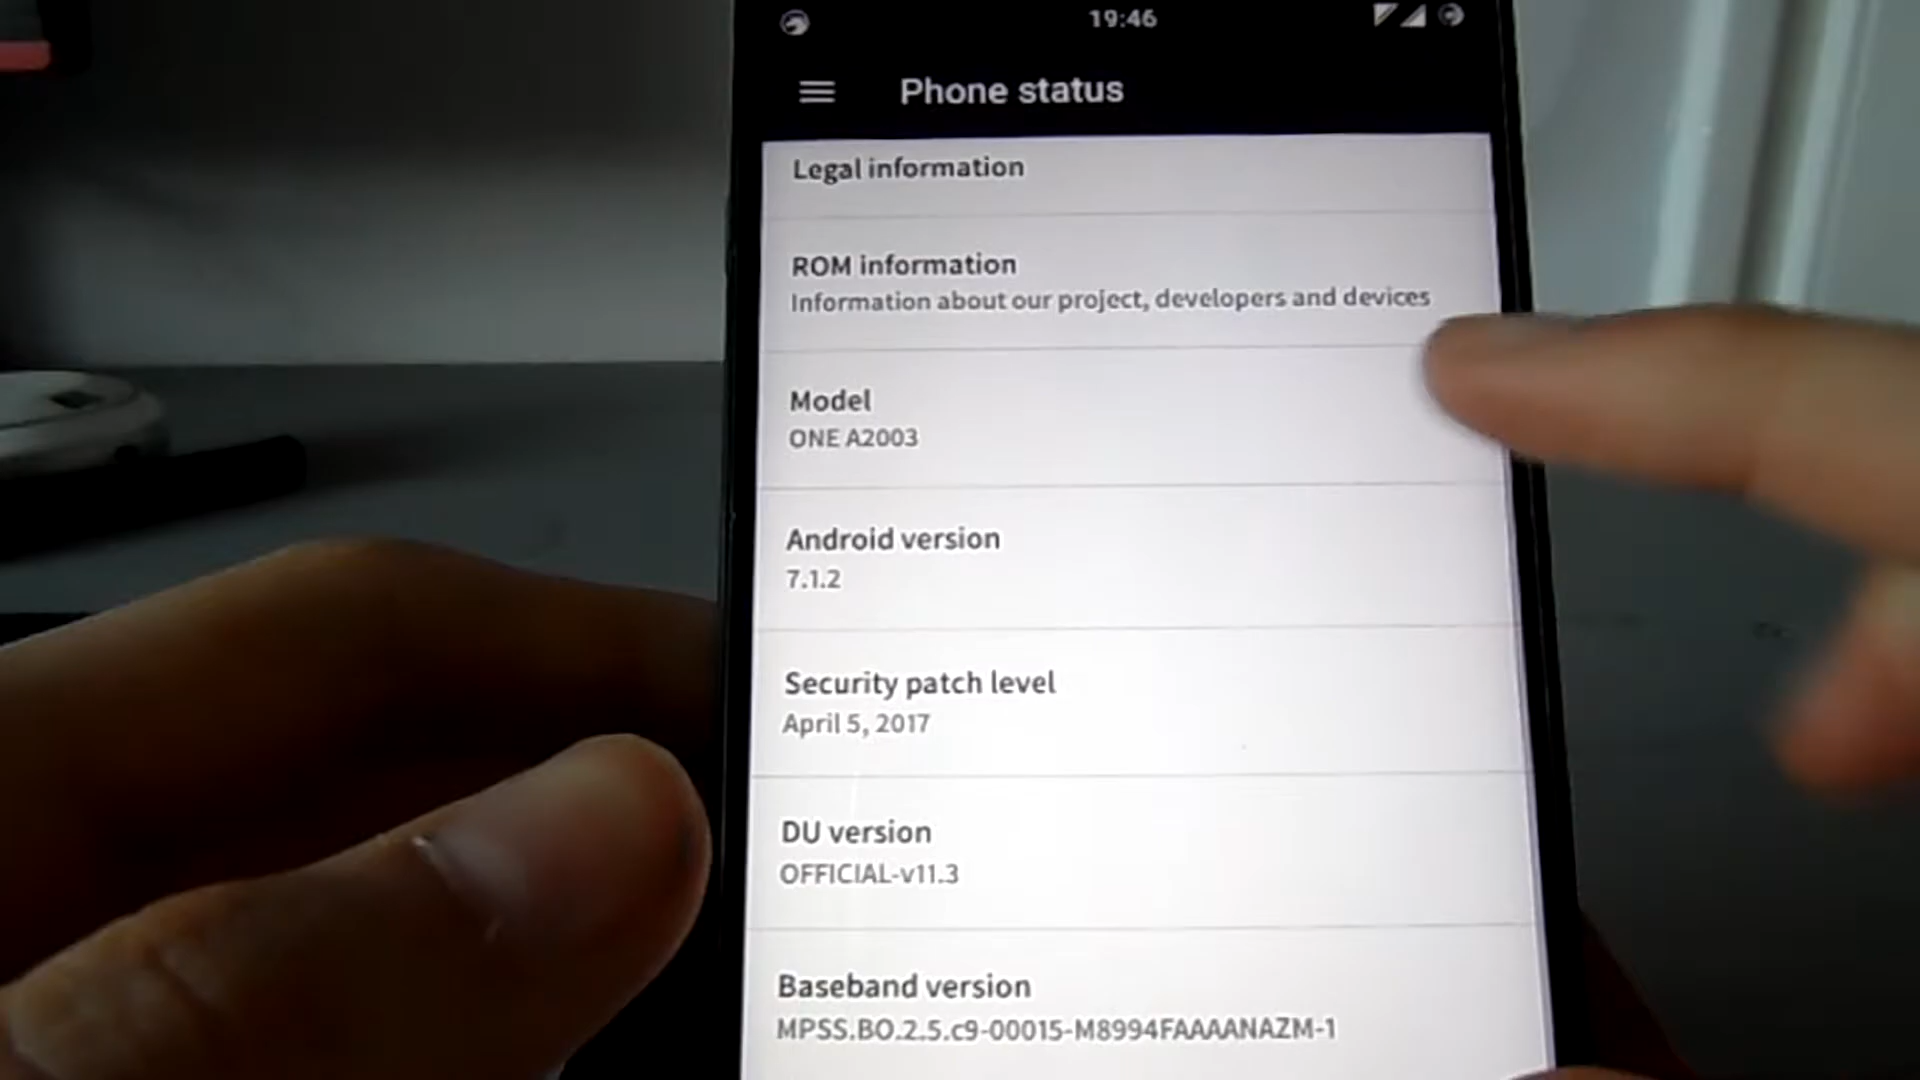 19:46
Phone status
Legal information
ROM information
Information about our project, developers and devices
Model
ONE A2003
Android version
7.1.2
Security patch level
April 5, 2017
DU version
OFFICIAL-v11.3
Baseband version
MPSS.BO.2.5.c9-00015-M8994FAAAANAZM-1